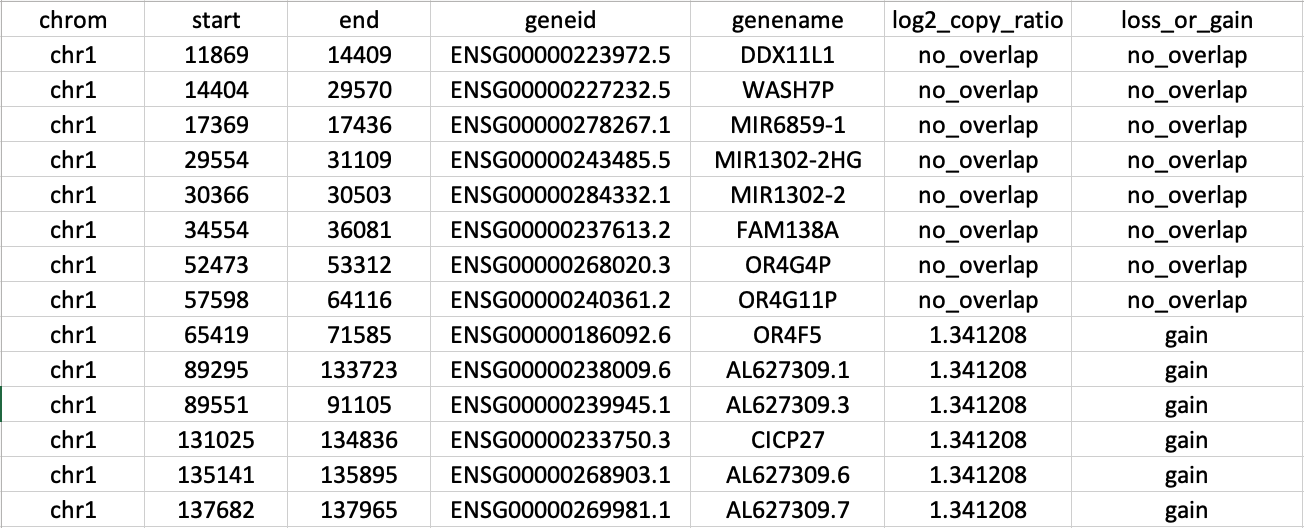 chrom start end geneid genename log2_copy_ratio loss_or_gain
chr1 11869 14409 ENSG00000223972.5 DDX11L1 no_overlap no_overlap
chr1 14404 29570 ENSG00000227232.5 WASH7P no_overlap no_overlap
chr1 17369 17436 ENSG00000278267.1 MIR6859-1 no_overlap no_overlap
chr1 29554 31109 ENSG00000243485.5 MIR1302-2HG no_overlap no_overlap
chr1 30366 30503 ENSG00000284332.1 MIR1302-2 no_overlap no_overlap
chr1 34554 36081 ENSG00000237613.2 FAM138A no_overlap no_overlap
chr1 52473 53312 ENSG00000268020.3 OR4G4P no_overlap no_overlap
chr1 57598 64116 ENSG00000240361.2 OR4G11P no_overlap no_overlap
chr1 65419 71585 ENSG00000186092.6 OR4F5 1.341208 gain
chr1 89295 133723 ENSG00000238009.6 AL627309.1 1.341208 gain
chr1 89551 91105 ENSG00000239945.1 AL627309.3 1.341208 gain
chr1 131025 134836 ENSG00000233750.3 CICP27 1.341208 gain
chr1 135141 135895 ENSG00000268903.1 AL627309.6 1.341208 gain
chr1 137682 137965 ENSG00000269981.1 AL627309.7 1.341208 gain